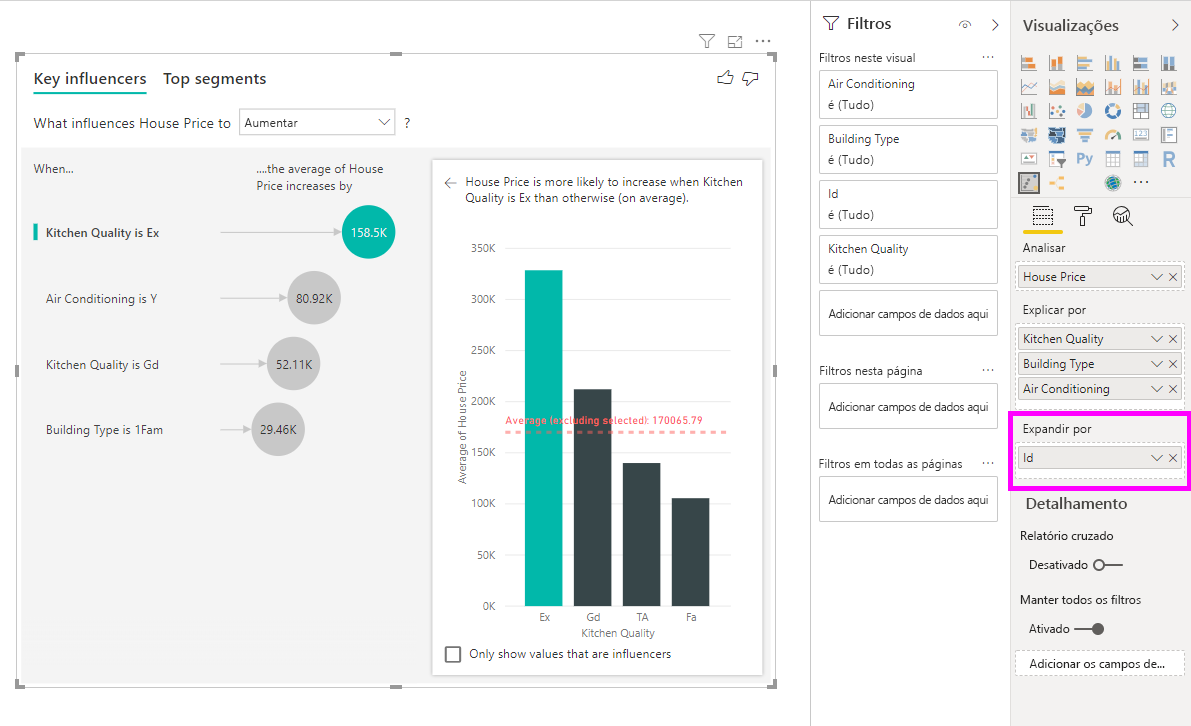 Key influencers Top segments
What influences House Price to Aumentar ?
When...
....the average of House
Price increases by
Kitchen Quality is Ex
158.5K
Air Conditioning is Y
80.92K
Kitchen Quality is Gd
52.11K
Building Type is 1Fam
29.46K
House Price is more likely to increase when Kitchen
Quality is Ex than otherwise (on average).
350K
300K
250K
200K
150K
100K
50K
0K
Average of House Price
Average (excluding selected): 170065.79
Ex Gd TA Fa
Kitchen Quality
Only show values that are influencers
Filtros
Filtros neste visual
Air Conditioning
é (Tudo)
Building Type
é (Tudo)
Id
é (Tudo)
Kitchen Quality
é (Tudo)
Adicionar campos de dados aqui
Filtros nesta página
Adicionar campos de dados aqui
Filtros em todas as páginas
Adicionar campos de dados aqui
Visualizações
123
Py
R
Analisar
House Price
Explicar por
Kitchen Quality
Building Type
Air Conditioning
Expandir por
Id
Detalhamento
Relatório cruzado
Desativado
Manter todos os filtros
Ativado
Adicionar os campos de...